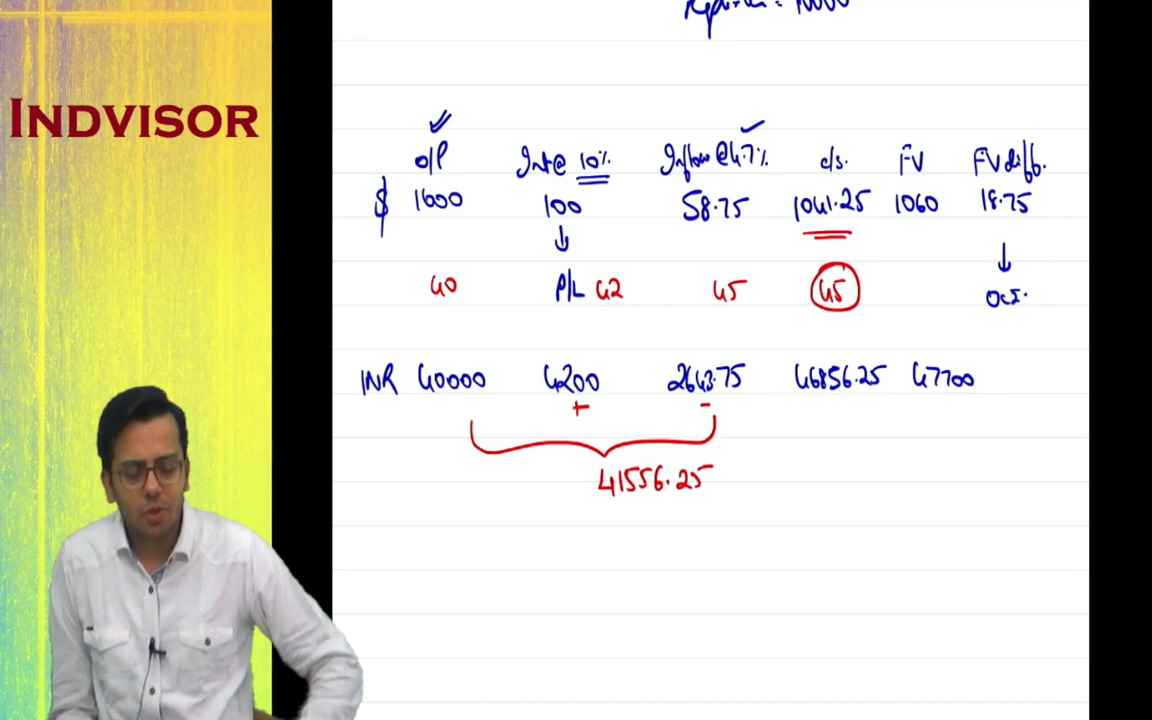 INDVISOR
= 10000
o/p Int@ 10% Inflow @4.7% c/s. FV FV diff.
$ 1000 100 58.75 1041.25 1060 18.75
40 P/L 42 45 45 OCI.
INR 40000 4200 2643.75 46856.25 47700
+ -
41556.25